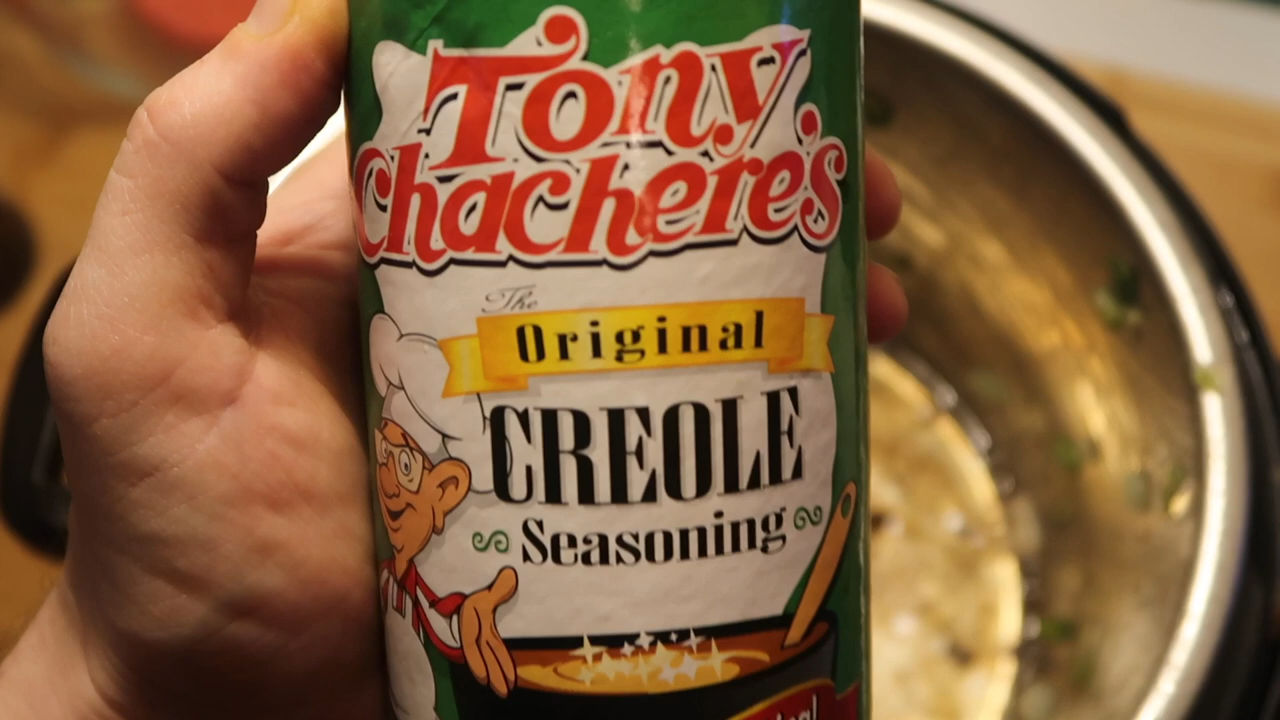 Tony
Chachere's
The
Original
CREOLE
Seasoning